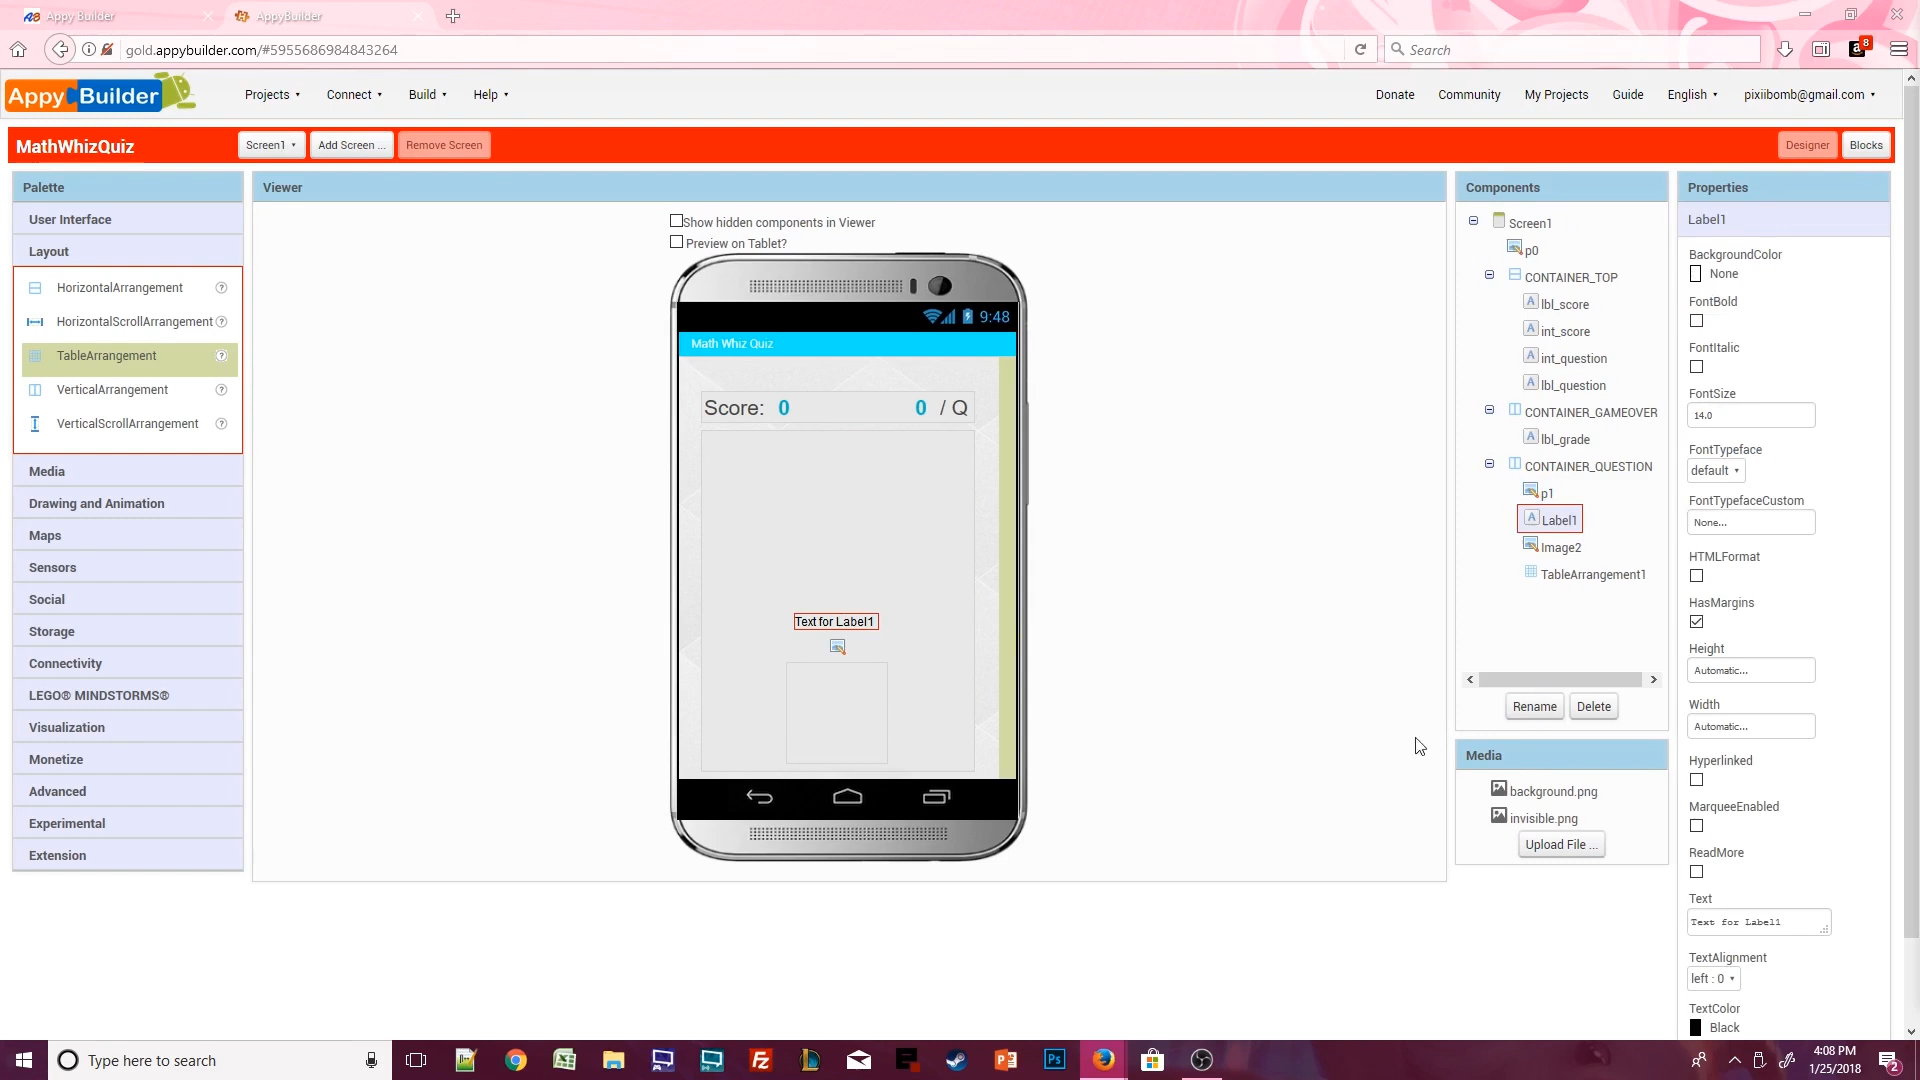 Appy Builder
AppyBuilder
gold.appybuilder.com/#5955686984843264
Search
8
Appy Builder
Projects
Connect
Build
Help
Donate
Community
My Projects
Guide
English
pixiibomb@gmail.com
MathWhizQuiz
Screen1
Add Screen ...
Remove Screen
Designer
Blocks
Palette
User Interface
Layout
HorizontalArrangement
HorizontalScrollArrangement
TableArrangement
VerticalArrangement
VerticalScrollArrangement
Media
Drawing and Animation
Maps
Sensors
Social
Storage
Connectivity
LEGO® MINDSTORMS®
Visualization
Monetize
Advanced
Experimental
Extension
Viewer
Show hidden components in Viewer
Preview on Tablet?
9:48
Math Whiz Quiz
Score: 0 0 / Q
Text for Label1
Components
Screen1
p0
CONTAINER_TOP
lbl_score
int_score
int_question
lbl_question
CONTAINER_GAMEOVER
lbl_grade
CONTAINER_QUESTION
p1
Label1
Image2
TableArrangement1
Rename
Delete
Media
background.png
invisible.png
Upload File ...
Properties
Label1
BackgroundColor
None
FontBold
FontItalic
FontSize
14.0
FontTypeface
default
FontTypefaceCustom
None...
HTMLFormat
HasMargins
Height
Automatic...
Width
Automatic...
Hyperlinked
MarqueeEnabled
ReadMore
Text
Text for Label1
TextAlignment
left : 0
TextColor
Black
Type here to search
4:08 PM
1/25/2018
2